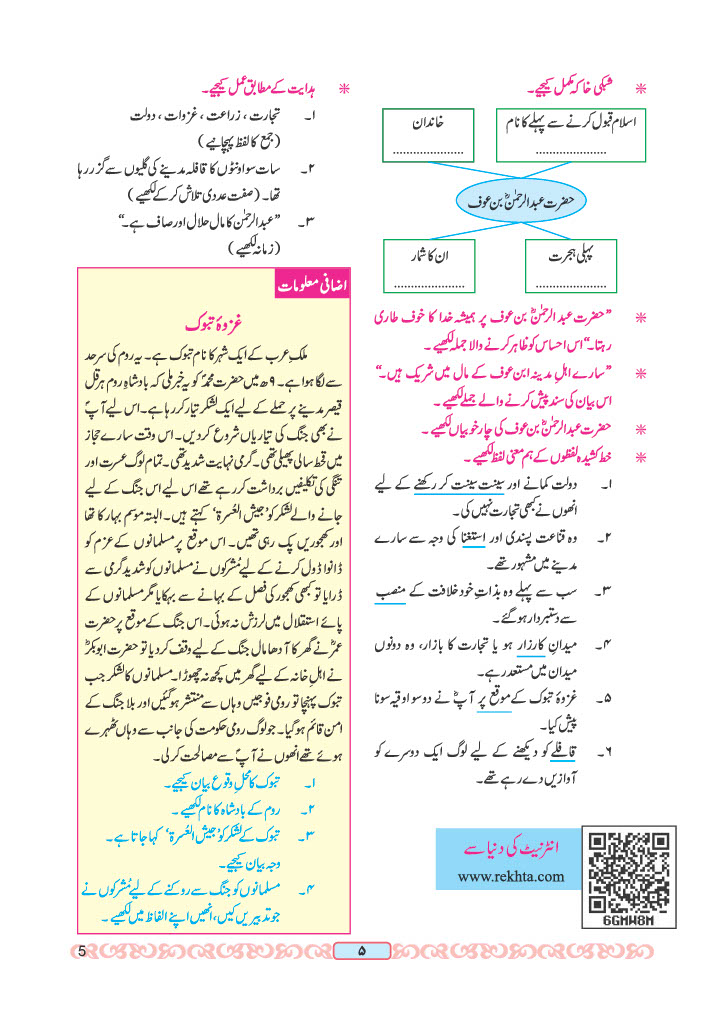 ✳ شبکی خاکہ مکمل کیجیے۔
اسلام قبول کرنے سے پہلے کا نام
......................
خاندان
......................
حضرت عبدالرحمٰنؓ بن عوف
پہلی ہجرت
......................
ان کا شمار
......................
✳ ”حضرت عبدالرحمٰنؓ بن عوف پر ہمیشہ خدا کا خوف طاری
رہتا۔“ اس احساس کو ظاہر کرنے والا جملہ لکھیے۔
✳ ”سارے اہلِ مدینہ ابن عوف کے مال میں شریک ہیں۔“
اس بیان کی سند پیش کرنے والے جملے لکھیے۔
✳ حضرت عبدالرحمٰنؓ بن عوف کی چار خوبیاں لکھیے۔
✳ خط کشیدہ لفظوں کے ہم معنی لفظ لکھیے۔
۱۔ دولت کمانے اور سینت سینت کر رکھنے کے لیے
انھوں نے کبھی تجارت نہیں کی۔
۲۔ وہ قناعت پسندی اور استغنا کی وجہ سے سارے
مدینے میں مشہور تھے۔
۳۔ سب سے پہلے وہ بذاتِ خود خلافت کے منصب
سے دستبردار ہو گئے۔
۴۔ میدانِ کارزار ہو یا تجارت کا بازار، وہ دونوں
میدان میں مستعد رہے۔
۵۔ غزوۂ تبوک کے موقع پر آپؓ نے دو سو اوقیہ سونا
پیش کیا۔
۶۔ قافلے کو دیکھنے کے لیے لوگ ایک دوسرے کو
آوازیں دے رہے تھے۔
انٹرنیٹ کی دنیا سے
www.rekhta.com
6GMW8M
✳ ہدایت کے مطابق عمل کیجیے۔
۱۔ تجارت ، زراعت ، غزوات ، دولت
(جمع کا لفظ پہچانیے)
۲۔ سات سو اونٹوں کا قافلہ مدینے کی گلیوں سے گزر رہا
تھا۔ (صفت عددی تلاش کر کے لکھیے)
۳۔ ”عبدالرحمٰن کا مال حلال اور صاف ہے۔“
(زمانہ لکھیے)
اضافی معلومات
غزوۂ تبوک
ملکِ عرب کے ایک شہر کا نام تبوک ہے۔ یہ روم کی سرحد
سے لگا ہوا ہے۔ ۹ھ میں حضرت محمدؐ کو یہ خبر ملی کہ بادشاہِ روم ہرقل
قیصر مدینے پر حملے کے لیے ایک لشکر تیار کر رہا ہے۔ اس لیے آپؐ
نے بھی جنگ کی تیاریاں شروع کر دیں۔ اس وقت سارے حجاز
میں قحط سالی پھیلی تھی۔ گرمی نہایت شدید تھی۔ تمام لوگ عسرت اور
تنگی کی تکلیفیں برداشت کر رہے تھے اس لیے اس جنگ کے لیے
جانے والے لشکر کو ’جیش العُسرۃ‘ کہتے ہیں۔ البتہ موسم بہار کا تھا
اور کھجوریں پک رہی تھیں۔ اس موقع پر مسلمانوں کے عزم کو
ڈانوا ڈول کرنے کے لیے مُشرکوں نے مسلمانوں کو شدید گرمی سے
ڈرایا تو کبھی کھجور کی فصل کے بہانے سے بہکایا مگر مسلمانوں کے
پائے استقلال میں لرزش نہ ہوئی۔ اس جنگ کے موقع پر حضرت
عمرؓ نے گھر کا آدھا مال جنگ کے لیے وقف کر دیا تو حضرت ابوبکرؓ
نے اہلِ خانہ کے لیے گھر میں کچھ نہ چھوڑا۔ مسلمانوں کا لشکر جب
تبوک پہنچا تو رومی فوجیں وہاں سے منتشر ہو گئیں اور بلا جنگ کے
امن قائم ہو گیا۔ جو لوگ رومی حکومت کی جانب سے وہاں ٹھہرے
ہوئے تھے انھوں نے آپؐ سے مصالحت کر لی۔
۱۔ تبوک کا محلِ وقوع بیان کیجیے۔
۲۔ روم کے بادشاہ کا نام لکھیے۔
۳۔ تبوک کے لشکر کو ’جیش العُسرۃ‘ کہا جاتا ہے۔
وجہ بیان کیجیے۔
۴۔ مسلمانوں کو جنگ سے روکنے کے لیے مُشرکوں نے
جو تدبیریں کیں، انھیں اپنے الفاظ میں لکھیے۔
5
۵